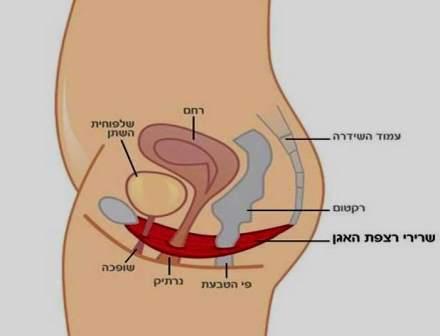 רחם
שלפוחית
השתן
עמוד השידרה
רקטום
שרירי רצפת האגן
שופכה
נרתיק
פי הטבעת